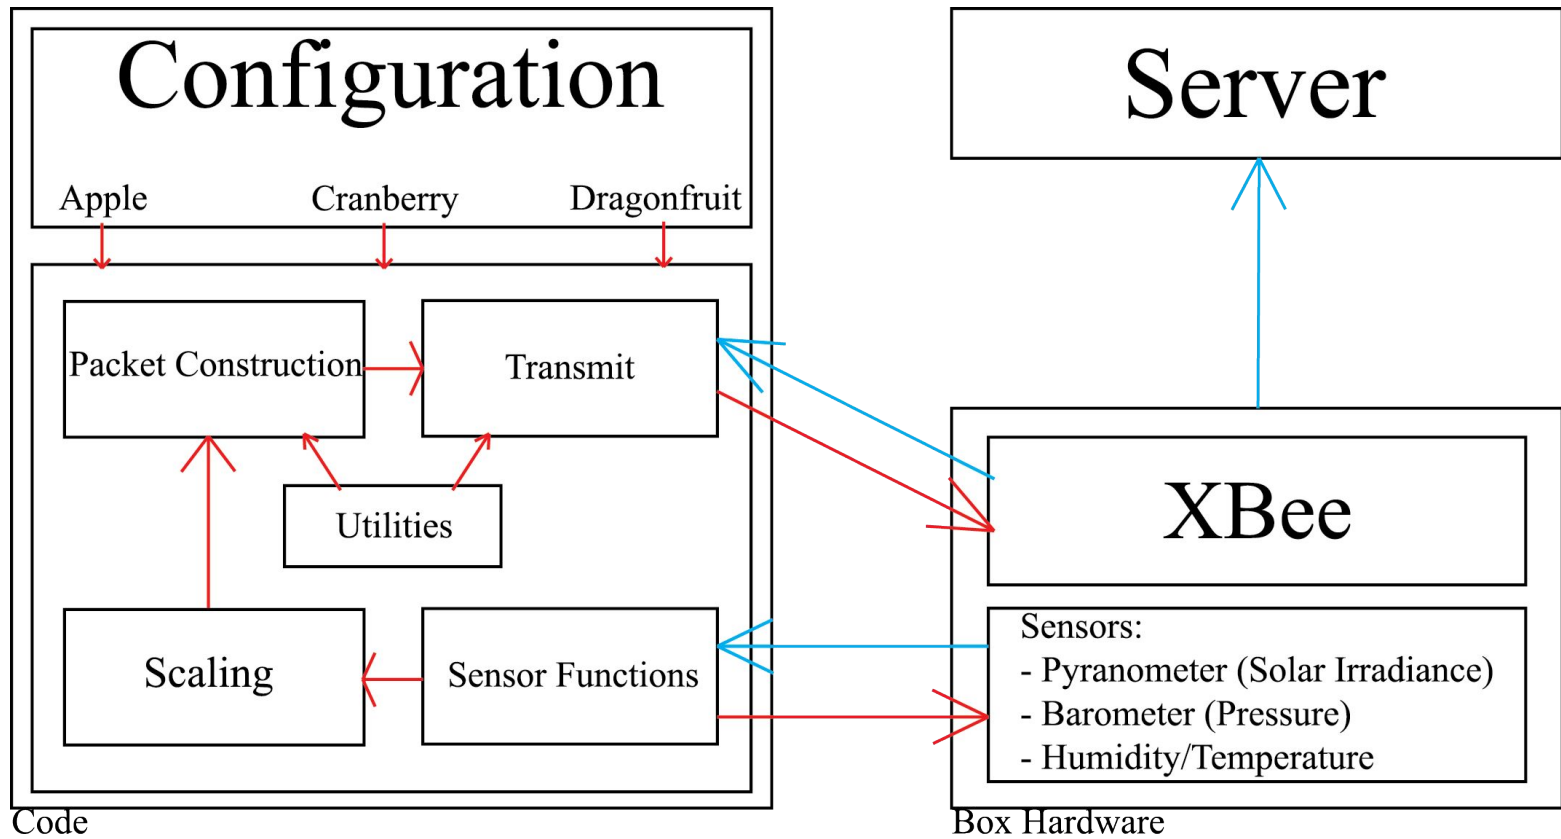 Configuration
Apple
Cranberry
Dragonfruit
Packet Construction
Transmit
Utilities
Scaling
Sensor Functions
Code
Server
XBee
Sensors:
- Pyranometer (Solar Irradiance)
- Barometer (Pressure)
- Humidity/Temperature
Box Hardware